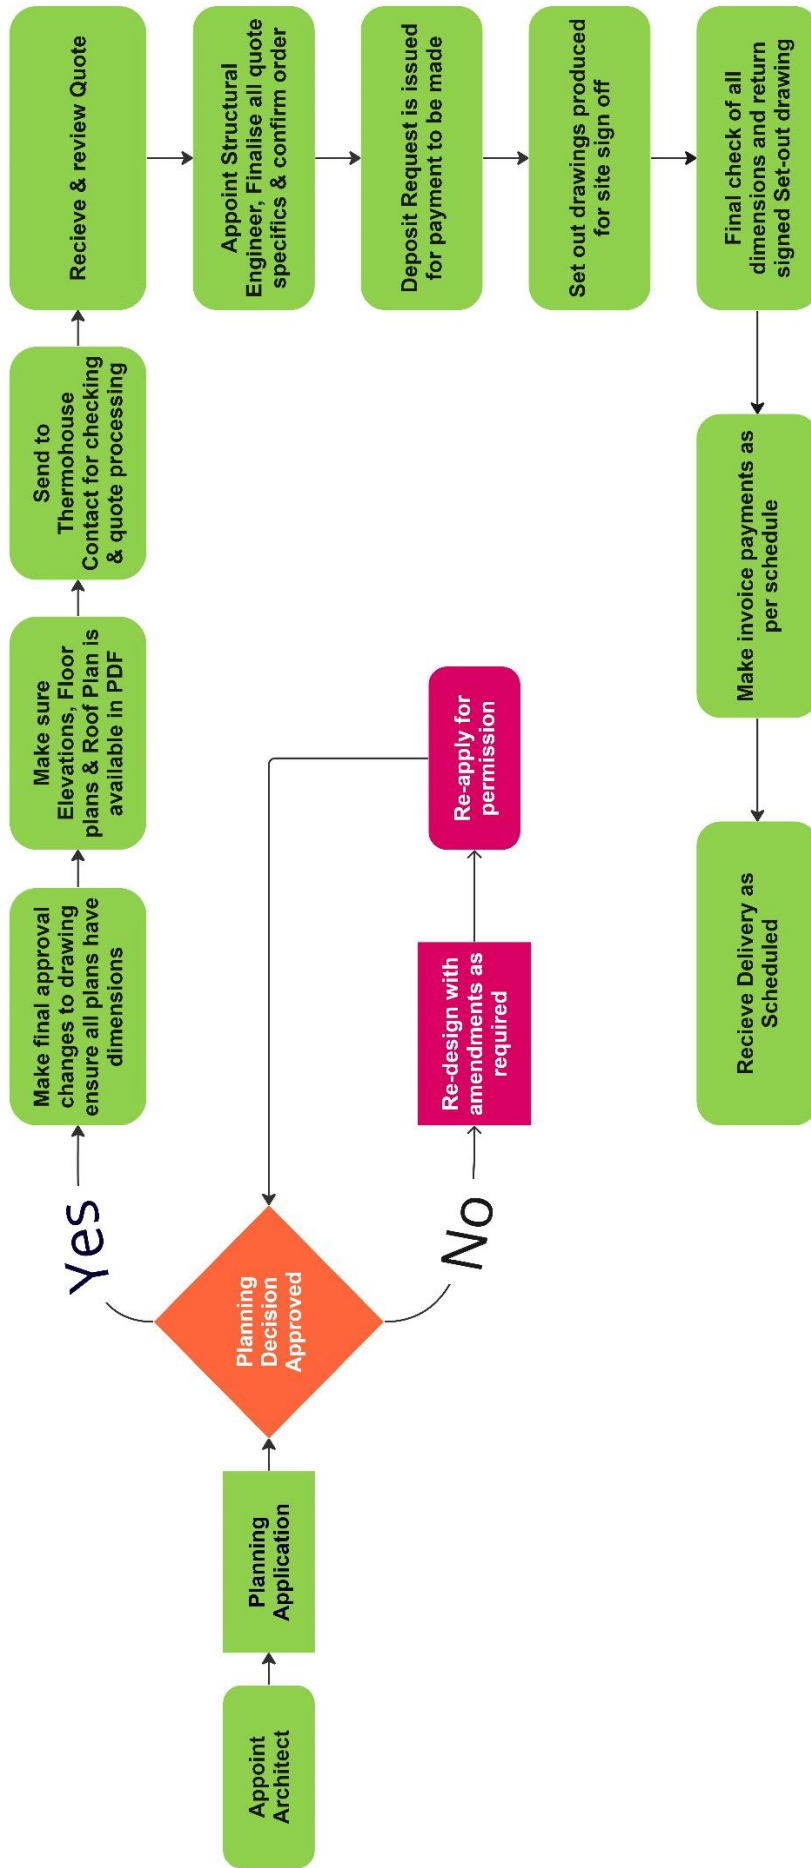 Appoint
Architect
Planning
Application
Planning
Decision
Approved
Yes
Make final approval
changes to drawing
ensure all plans have
dimensions
Make sure
Elevations, Floor
plans & Roof Plan is
available in PDF
Send to
Thermohouse
Contact for checking
& quote processing
Recieve & review Quote
Appoint Structural
Engineer, Finalise all quote
specifics & confirm order
Deposit Request is issued
for payment to be made
Set out drawings produced
for site sign off
Final check of all
dimensions and return
signed Set-out drawing
Make invoice payments as
per schedule
Recieve Delivery as
Scheduled
No
Re-design with
amendments as
required
Re-apply for
permission